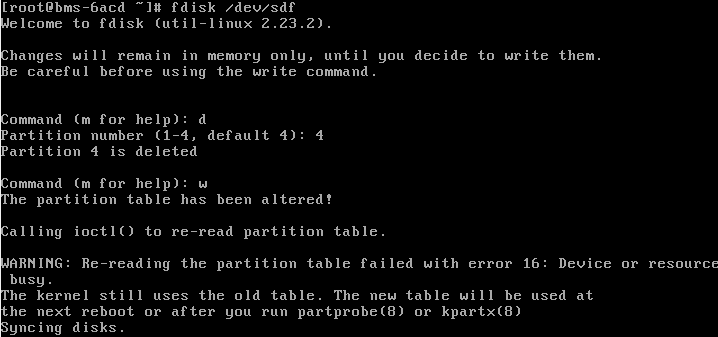 [root@bms-6acd ~]# fdisk /dev/sdf
Welcome to fdisk (util-linux 2.23.2).
Changes will remain in memory only, until you decide to write them.
Be careful before using the write command.
Command (m for help): d
Partition number (1-4, default 4): 4
Partition 4 is deleted
Command (m for help): w
The partition table has been altered!
Calling ioctl() to re-read partition table.
WARNING: Re-reading the partition table failed with error 16: Device or resource
 busy.
The kernel still uses the old table. The new table will be used at
the next reboot or after you run partprobe(8) or kpartx(8)
Syncing disks.